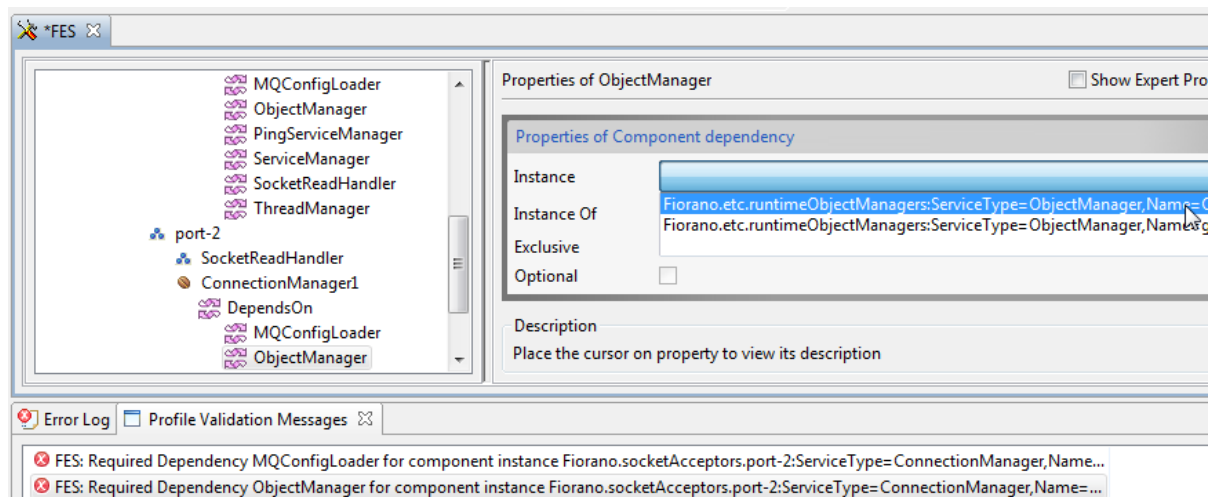 *FES
MQConfigLoader
ObjectManager
PingServiceManager
ServiceManager
SocketReadHandler
ThreadManager
port-2
SocketReadHandler
ConnectionManager1
DependsOn
MQConfigLoader
ObjectManager
Properties of ObjectManager
Show Expert Pro
Properties of Component dependency
Instance
Fiorano.etc.runtimeObjectManagers:ServiceType=ObjectManager,Name=
Instance Of
Fiorano.etc.runtimeObjectManagers:ServiceType=ObjectManager,Name
Exclusive
Optional
Description
Place the cursor on property to view its description
Error Log
Profile Validation Messages
FES: Required Dependency MQConfigLoader for component instance Fiorano.socketAcceptors.port-2:ServiceType=ConnectionManager,Name...
FES: Required Dependency ObjectManager for component instance Fiorano.socketAcceptors.port-2:ServiceType=ConnectionManager,Name=...